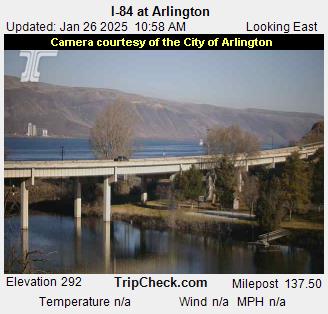 I-84 at Arlington
Updated: Jan 26 2025 10:58 AM Looking East
Camera courtesy of the City of Arlington
Elevation 292 TripCheck.com Milepost 137.50
Temperature n/a Wind n/a MPH n/a